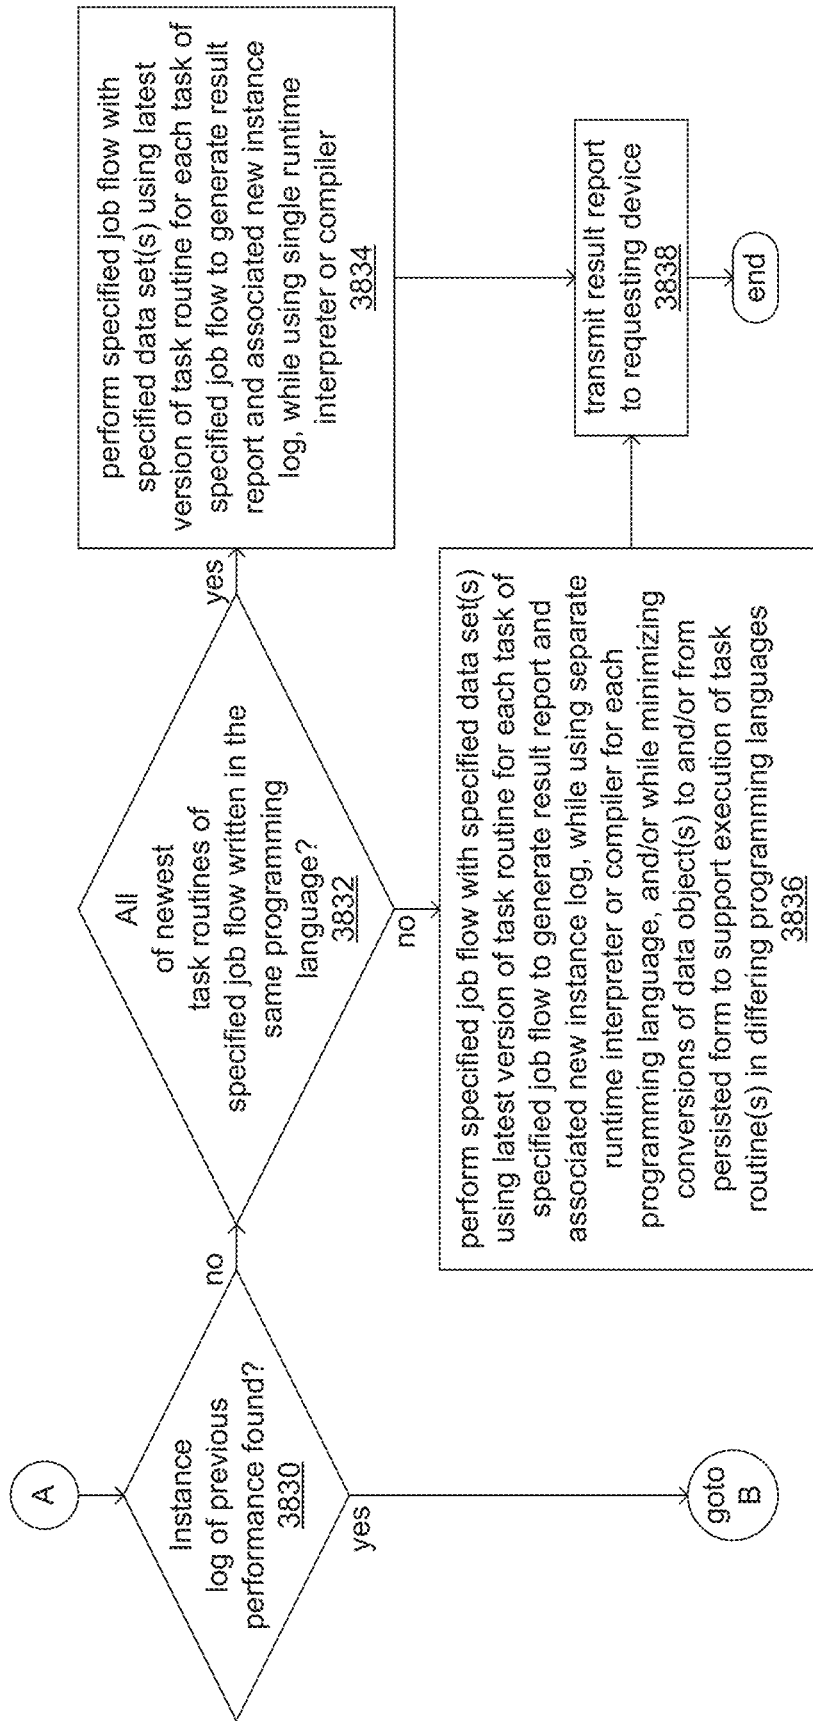 A
Instance
log of previous
performance found?
3830
no
yes
goto
B
All
of newest
task routines of
specified job flow written in the
same programming
language?
3832
yes
no
perform specified job flow with
specified data set(s) using latest
version of task routine for each task of
specified job flow to generate result
report and associated new instance
log, while using single runtime
interpreter or compiler
3834
perform specified job flow with specified data set(s)
using latest version of task routine for each task of
specified job flow to generate result report and
associated new instance log, while using separate
runtime interpreter or compiler for each
programming language, and/or while minimizing
conversions of data object(s) to and/or from
persisted form to support execution of task
routine(s) in differing programming languages
3836
transmit result report
to requesting device
3838
end